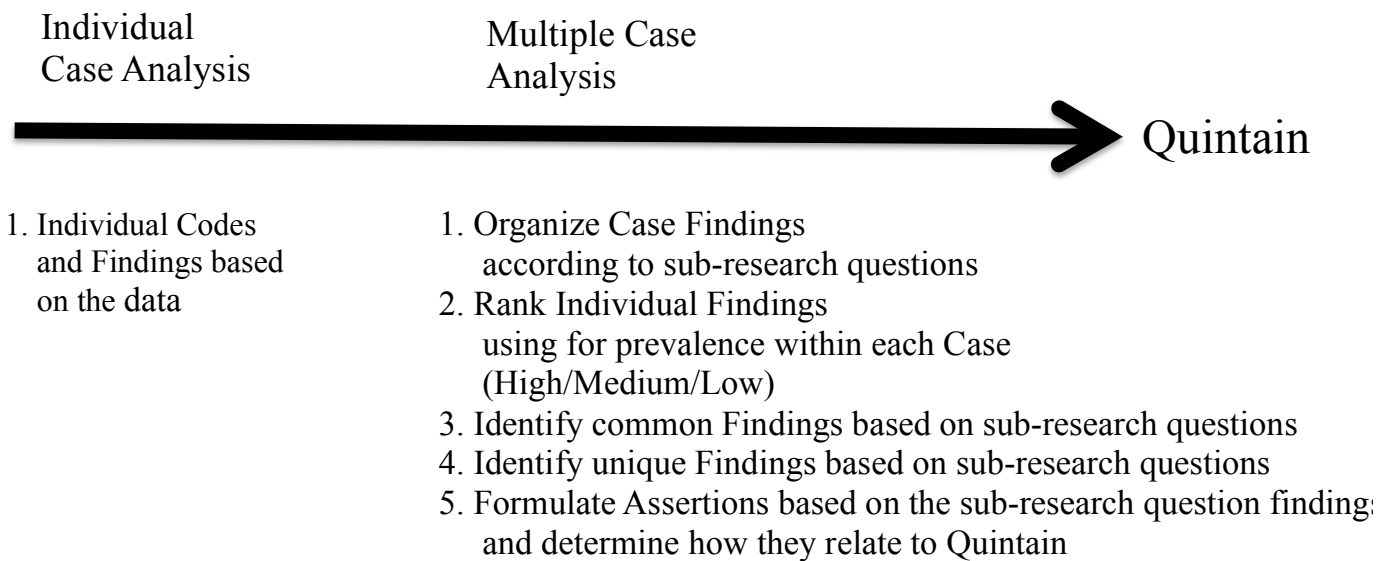 Individual
Case Analysis
Multiple Case
Analysis
Quintain
1. Individual Codes
and Findings based
on the data
1. Organize Case Findings
according to sub-research questions
2. Rank Individual Findings
using for prevalence within each Case
(High/Medium/Low)
3. Identify common Findings based on sub-research questions
4. Identify unique Findings based on sub-research questions
5. Formulate Assertions based on the sub-research question findings
and determine how they relate to Quintain